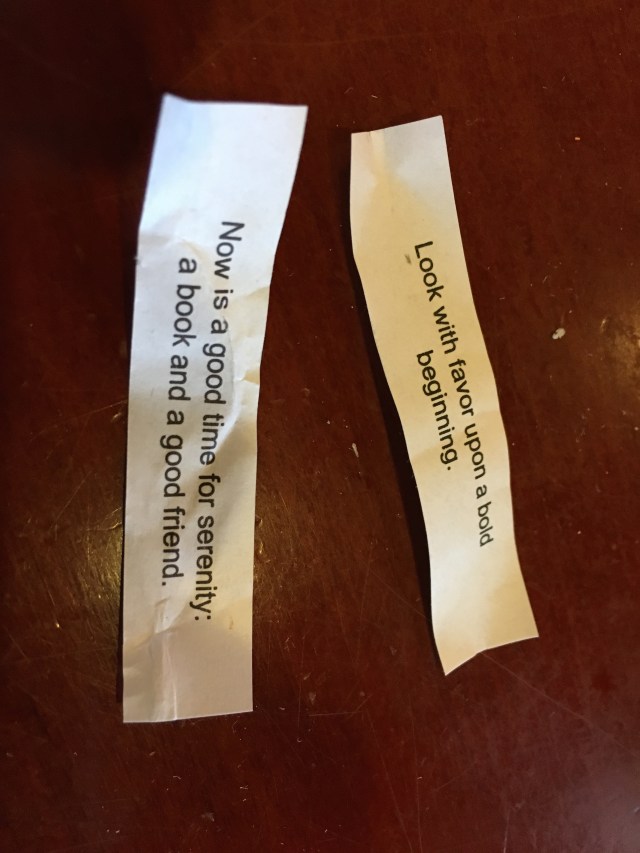 Now is a good time for serenity:
a book and a good friend.
Look with favor upon a bold
beginning.